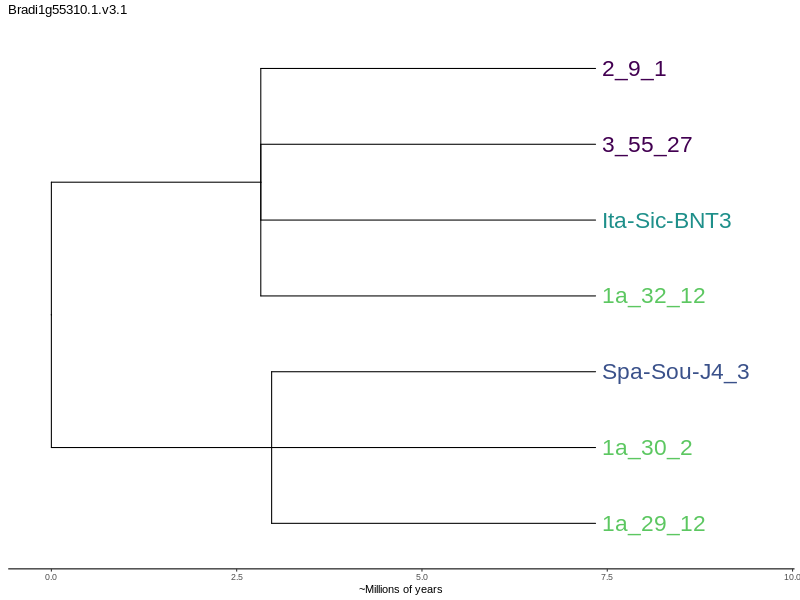 Bradi1g55310.1.v3.1
2_9_1
3_55_27
Ita-Sic-BNT3
1a_32_12
Spa-Sou-J4_3
1a_30_2
1a_29_12
0.0 2.5 5.0 7.5 10.0
~Millions of years